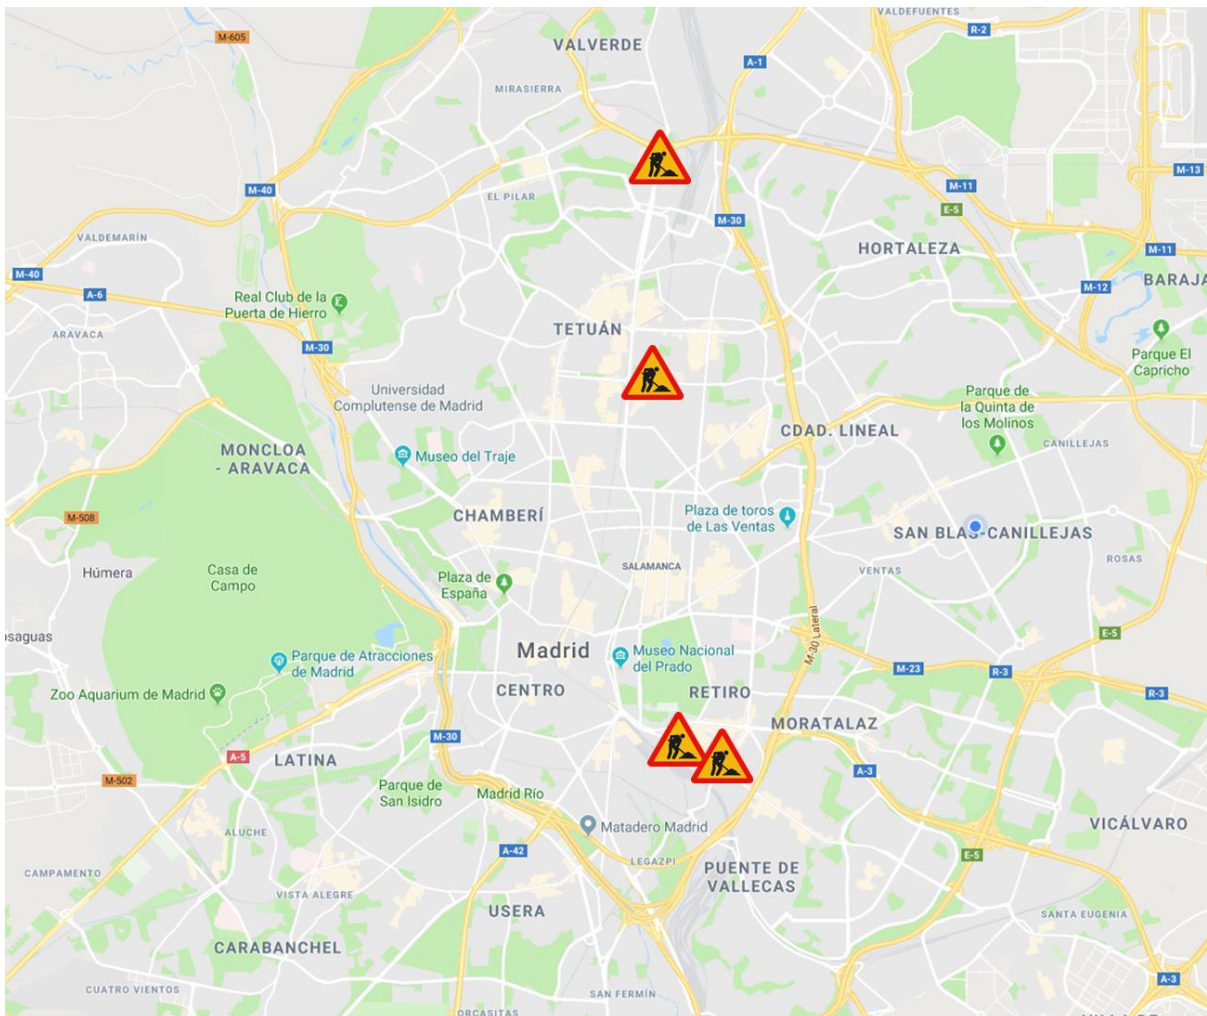 VALDEFUENTES
M-605
R-2
VALVERDE
A-1
MIRASIERRA
M-13
M-40
M-11
EL PILAR
E-5
M-30
VALDEMARÍN
HORTALEZA
M-11
M-40
BARAJA
A-6
M-12
Real Club de la
Puerta de Hierro
TETUÁN
ARAVACA
M-30
Parque El
Capricho
Universidad
Complutense de Madrid
Parque de
la Quinta de
los Molinos
CDAD. LINEAL
CANILLEJAS
MONCLOA
- ARAVACA
Museo del Traje
CHAMBERÍ
Plaza de toros
de Las Ventas
M-508
SAN BLAS-CANILLEJAS
ROSAS
Húmera
Casa de
Campo
Plaza de
España
SALAMANCA
VENTAS
M-30 Lateral
osaguas
E-5
Madrid
Parque de Atracciones
de Madrid
Museo Nacional
del Prado
M-23
R-3
Zoo Aquarium de Madrid
CENTRO
RETIRO
R-3
MORATALAZ
M-30
A-5
LATINA
A-3
M-502
Parque de
San Isidro
Madrid Río
Matadero Madrid
VICÁLVARO
ALUCHE
A-42
LEGAZPI
E-5
CAMPAMENTO
PUENTE DE
VALLECAS
VISTA ALEGRE
USERA
SANTA EUGENIA
CARABANCHEL
A-3
CUATRO VIENTOS
SAN FERMÍN
ORCASITAS